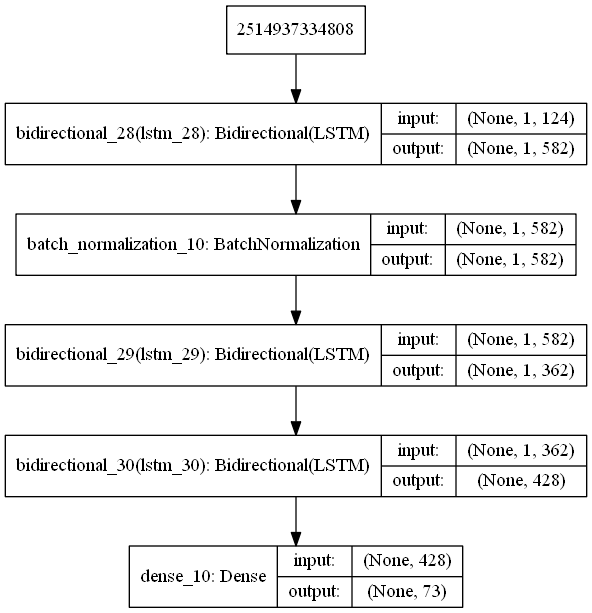 2514937334808
bidirectional_28(lstm_28): Bidirectional(LSTM)
input: (None, 1, 124)
output: (None, 1, 582)
batch_normalization_10: BatchNormalization
input: (None, 1, 582)
output: (None, 1, 582)
bidirectional_29(lstm_29): Bidirectional(LSTM)
input: (None, 1, 582)
output: (None, 1, 362)
bidirectional_30(lstm_30): Bidirectional(LSTM)
input: (None, 1, 362)
output: (None, 428)
dense_10: Dense
input: (None, 428)
output: (None, 73)